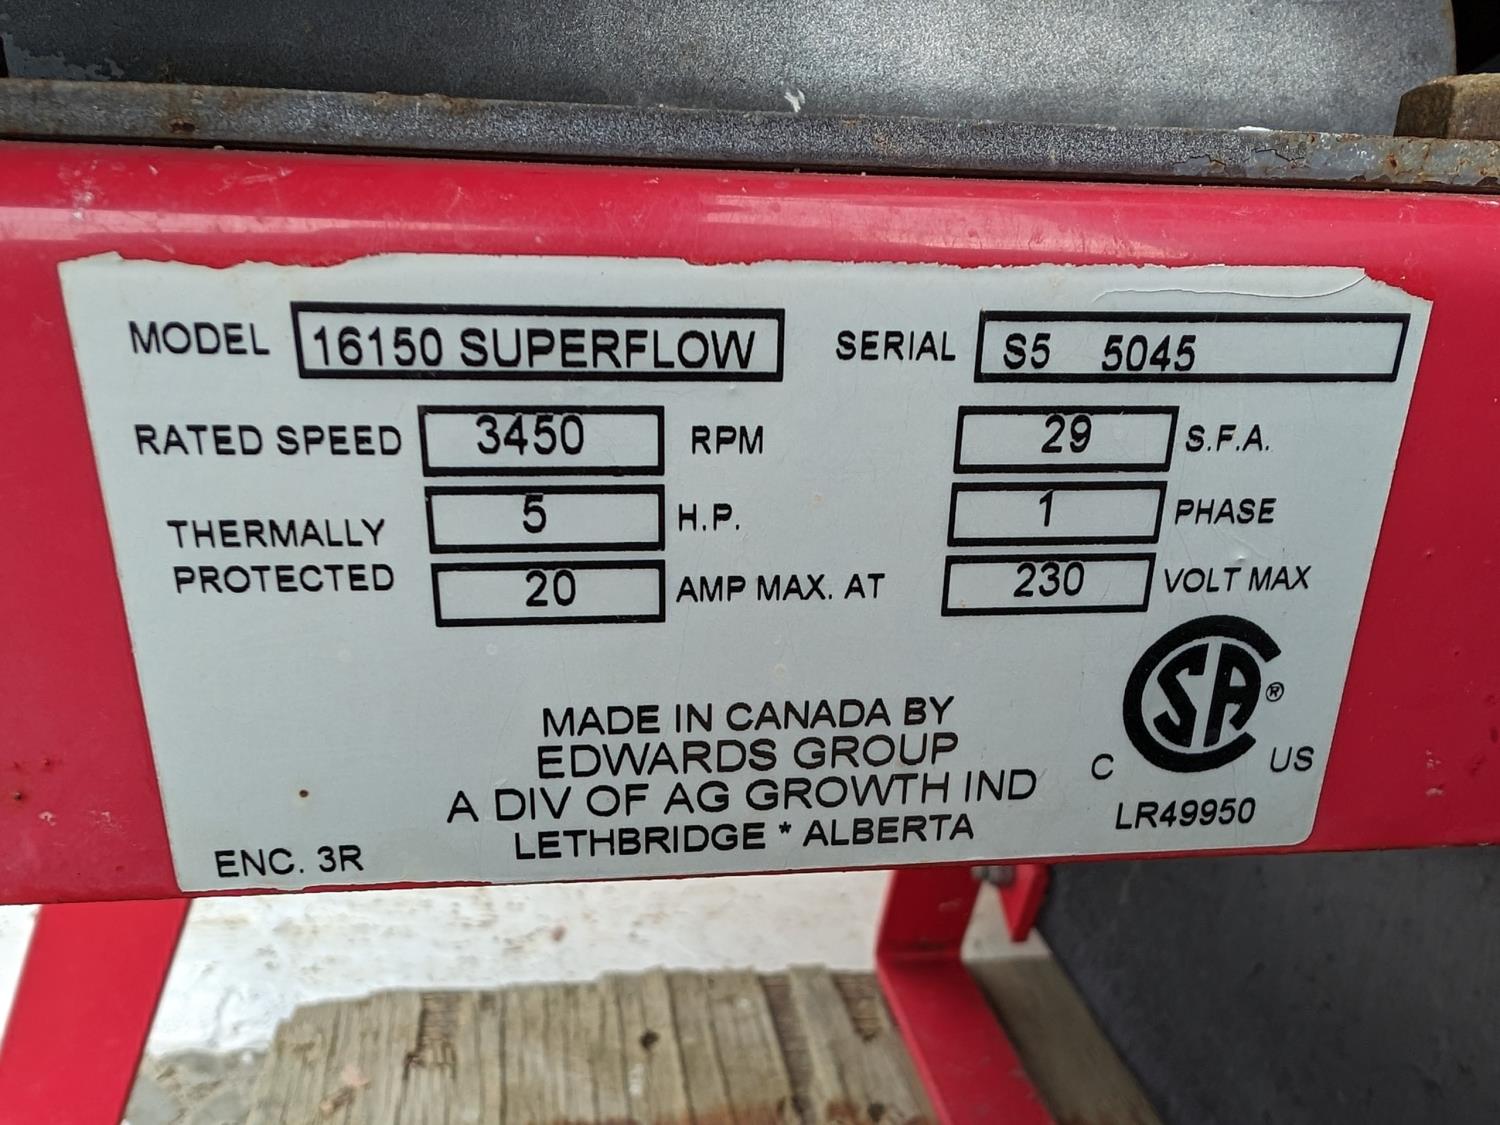 MODEL 16150 SUPERFLOW SERIAL S5 5045
RATED SPEED 3450 RPM 29 S.F.A.
THERMALLY PROTECTED 5 H.P. 1 PHASE
20 AMP MAX. AT 230 VOLT MAX
MADE IN CANADA BY
EDWARDS GROUP
A DIV OF AG GROWTH IND
LETHBRIDGE * ALBERTA
ENC. 3R
CSA®
C US
LR49950